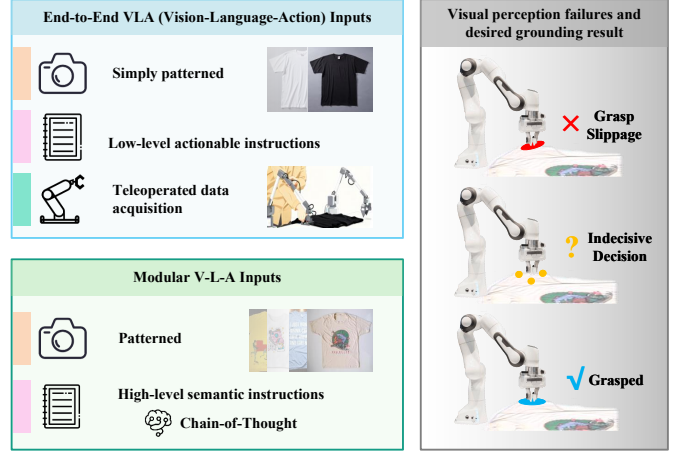 End-to-End VLA (Vision-Language-Action) Inputs
Simply patterned
Low-level actionable instructions
Teleoperated data
acquisition
Modular V-L-A Inputs
Patterned
High-level semantic instructions
Chain-of-Thought
Visual perception failures and
desired grounding result
× Grasp
Slippage
? Indecisive
Decision
√ Grasped